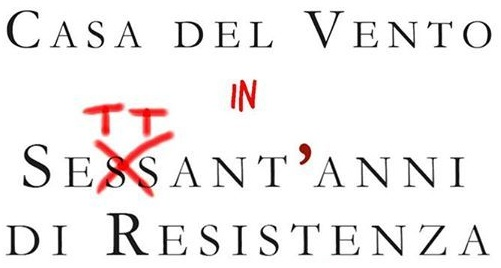 CASA DEL VENTO
IN
TT
SESSANT'ANNI
DI RESISTENZA